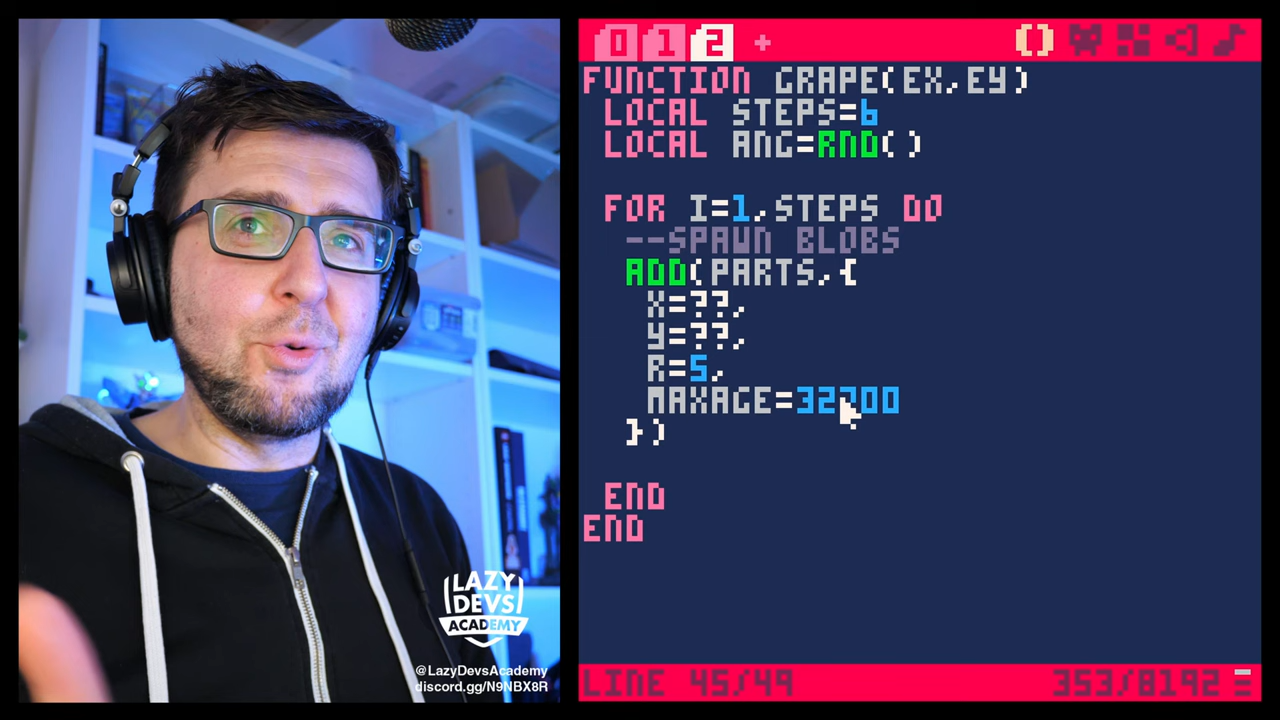 LAZY
DEVS
ACADEMY
@LazyDevsAcademy
discord.gg/N9NBX8R
0 1 2 +
FUNCTION GRAPE(EX,EY)
LOCAL STEPS=6
LOCAL ANG=RND()
FOR I=1,STEPS DO
--SPAWN BLOBS
ADD(PARTS,{
X=??,
Y=??,
R=5,
MAXAGE=32000
})
END
END
LINE 45/49
353/8192